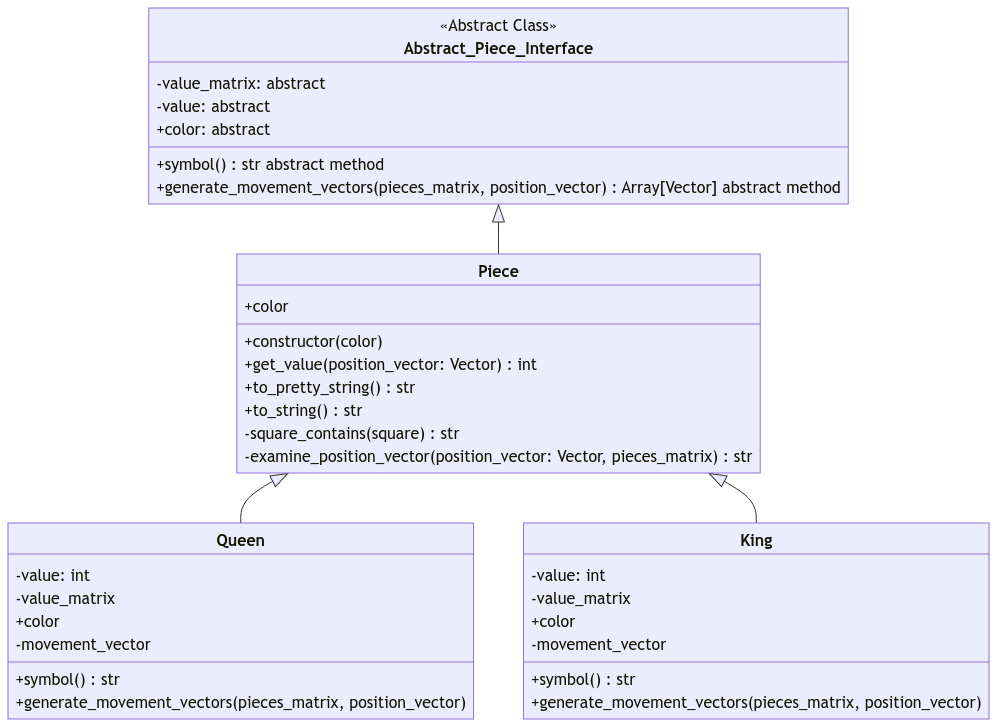 «Abstract Class»
Abstract_Piece_Interface
-value_matrix: abstract
-value: abstract
+color: abstract
+symbol() : str abstract method
+generate_movement_vectors(pieces_matrix, position_vector) : Array[Vector] abstract method
Piece
+color
+constructor(color)
+get_value(position_vector: Vector) : int
+to_pretty_string() : str
+to_string() : str
-square_contains(square) : str
-examine_position_vector(position_vector: Vector, pieces_matrix) : str
Queen
-value: int
-value_matrix
+color
-movement_vector
+symbol() : str
+generate_movement_vectors(pieces_matrix, position_vector)
King
-value: int
-value_matrix
+color
-movement_vector
+symbol() : str
+generate_movement_vectors(pieces_matrix, position_vector)